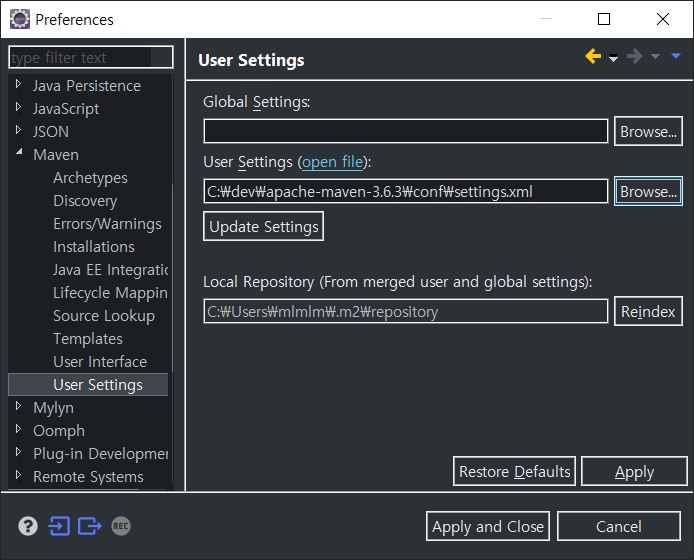 Preferences
type filter text
Java Persistence
JavaScript
JSON
Maven
Archetypes
Discovery
Errors/Warnings
Installations
Java EE Integratic
Lifecycle Mappin
Source Lookup
Templates
User Interface
User Settings
Mylyn
Oomph
Plug-in Developmer
Remote Systems
User Settings
Global Settings:
Browse...
User Settings (open file):
C:₩dev₩apache-maven-3.6.3₩conf₩settings.xml
Browse...
Update Settings
Local Repository (From merged user and global settings):
C:₩Users₩mlmlm₩.m2₩repository
Reindex
Restore Defaults
Apply
?
REC
Apply and Close
Cancel